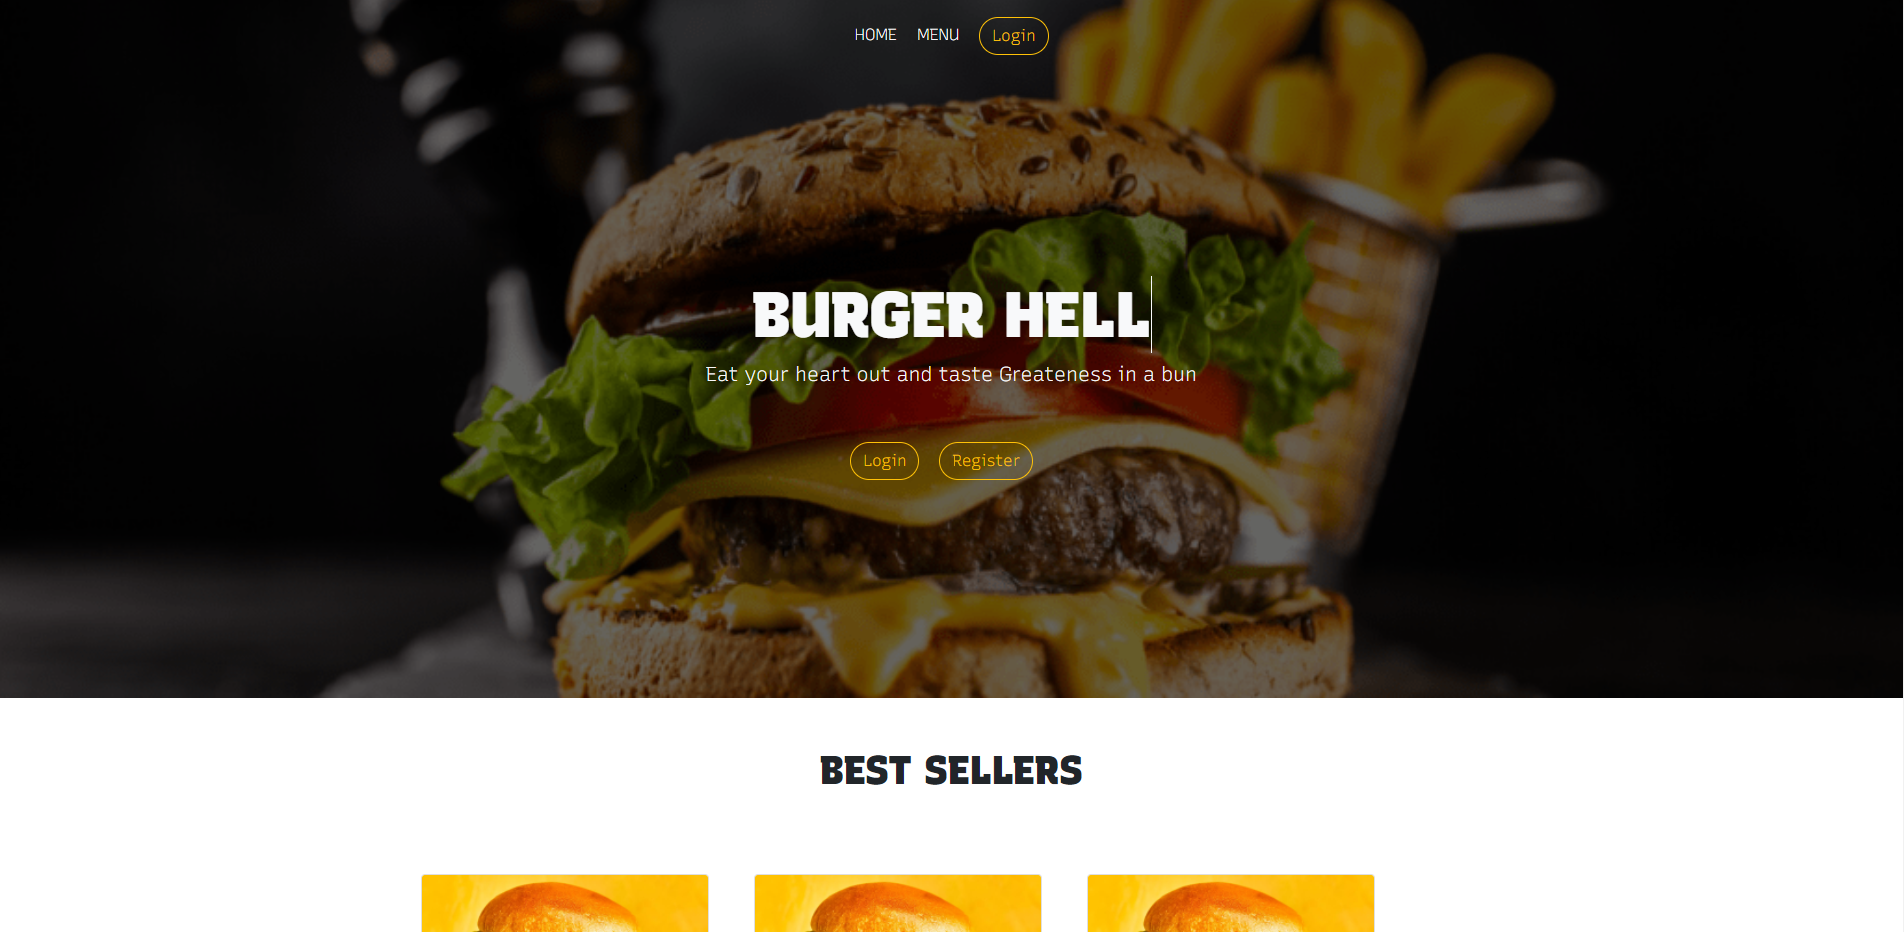 HOME MENU Login
BURGER HELL
Eat your heart out and taste Greateness in a bun
Login Register
BEST SELLERS